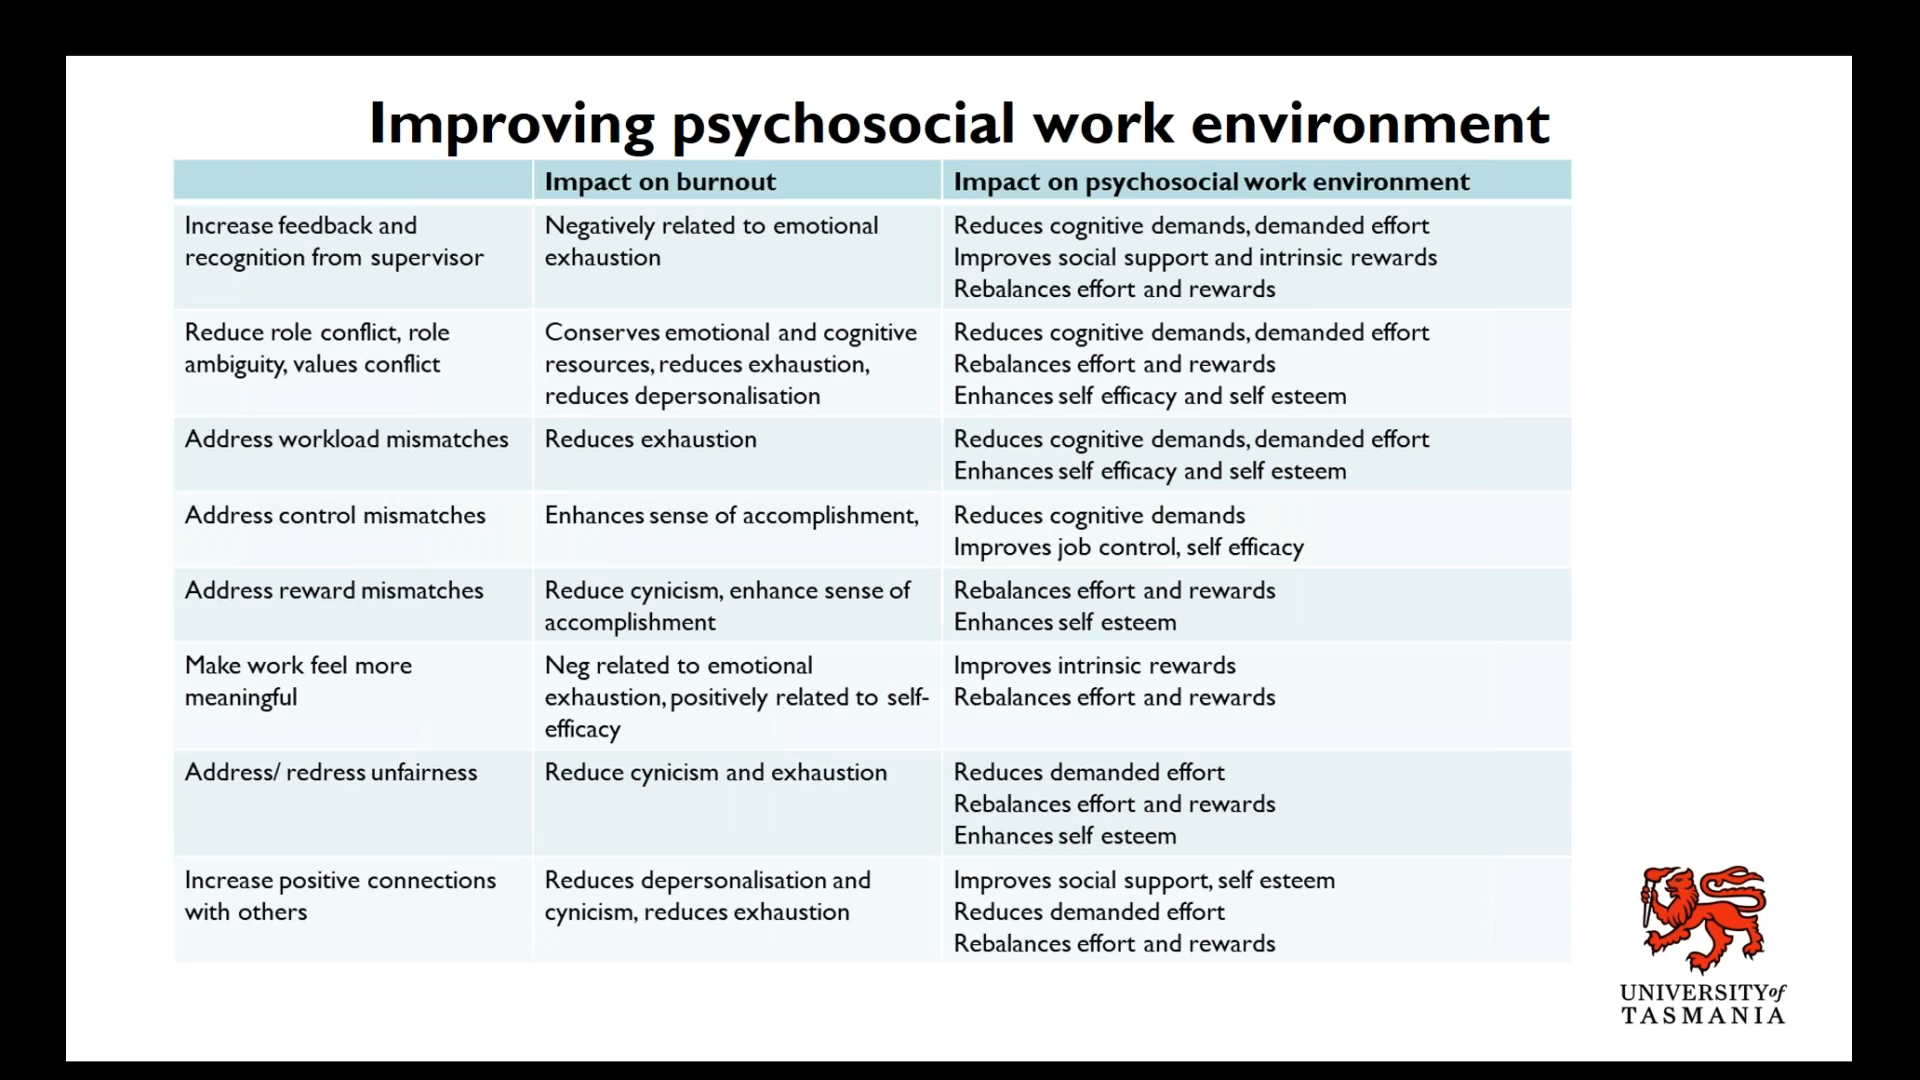 Improving psychosocial work environment
Impact on burnout
Impact on psychosocial work environment
Increase feedback and
recognition from supervisor
Negatively related to emotional
exhaustion
Reduces cognitive demands, demanded effort
Improves social support and intrinsic rewards
Rebalances effort and rewards
Reduce role conflict, role
ambiguity, values conflict
Conserves emotional and cognitive
resources, reduces exhaustion,
reduces depersonalisation
Reduces cognitive demands, demanded effort
Rebalances effort and rewards
Enhances self efficacy and self esteem
Address workload mismatches
Reduces exhaustion
Reduces cognitive demands, demanded effort
Enhances self efficacy and self esteem
Address control mismatches
Enhances sense of accomplishment,
Reduces cognitive demands
Improves job control, self efficacy
Address reward mismatches
Reduce cynicism, enhance sense of
accomplishment
Rebalances effort and rewards
Enhances self esteem
Make work feel more
meaningful
Neg related to emotional
exhaustion, positively related to self-
efficacy
Improves intrinsic rewards
Rebalances effort and rewards
Address/ redress unfairness
Reduce cynicism and exhaustion
Reduces demanded effort
Rebalances effort and rewards
Enhances self esteem
Increase positive connections
with others
Reduces depersonalisation and
cynicism, reduces exhaustion
Improves social support, self esteem
Reduces demanded effort
Rebalances effort and rewards
UNIVERSITY of
TASMANIA